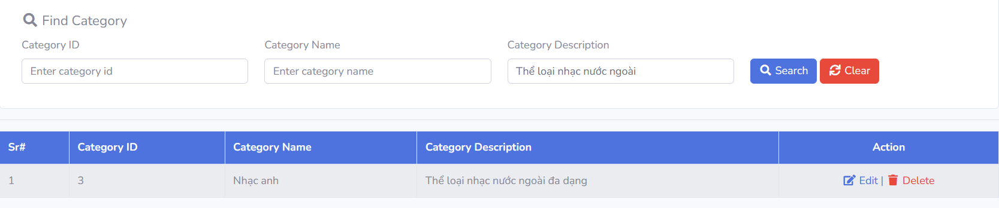 Find Category
Category ID Category Name Category Description
Enter category id Enter category name Thể loại nhạc nước ngoài Search Clear
Sr# Category ID Category Name Category Description Action
1 3 Nhạc anh Thể loại nhạc nước ngoài đa dạng Edit | Delete